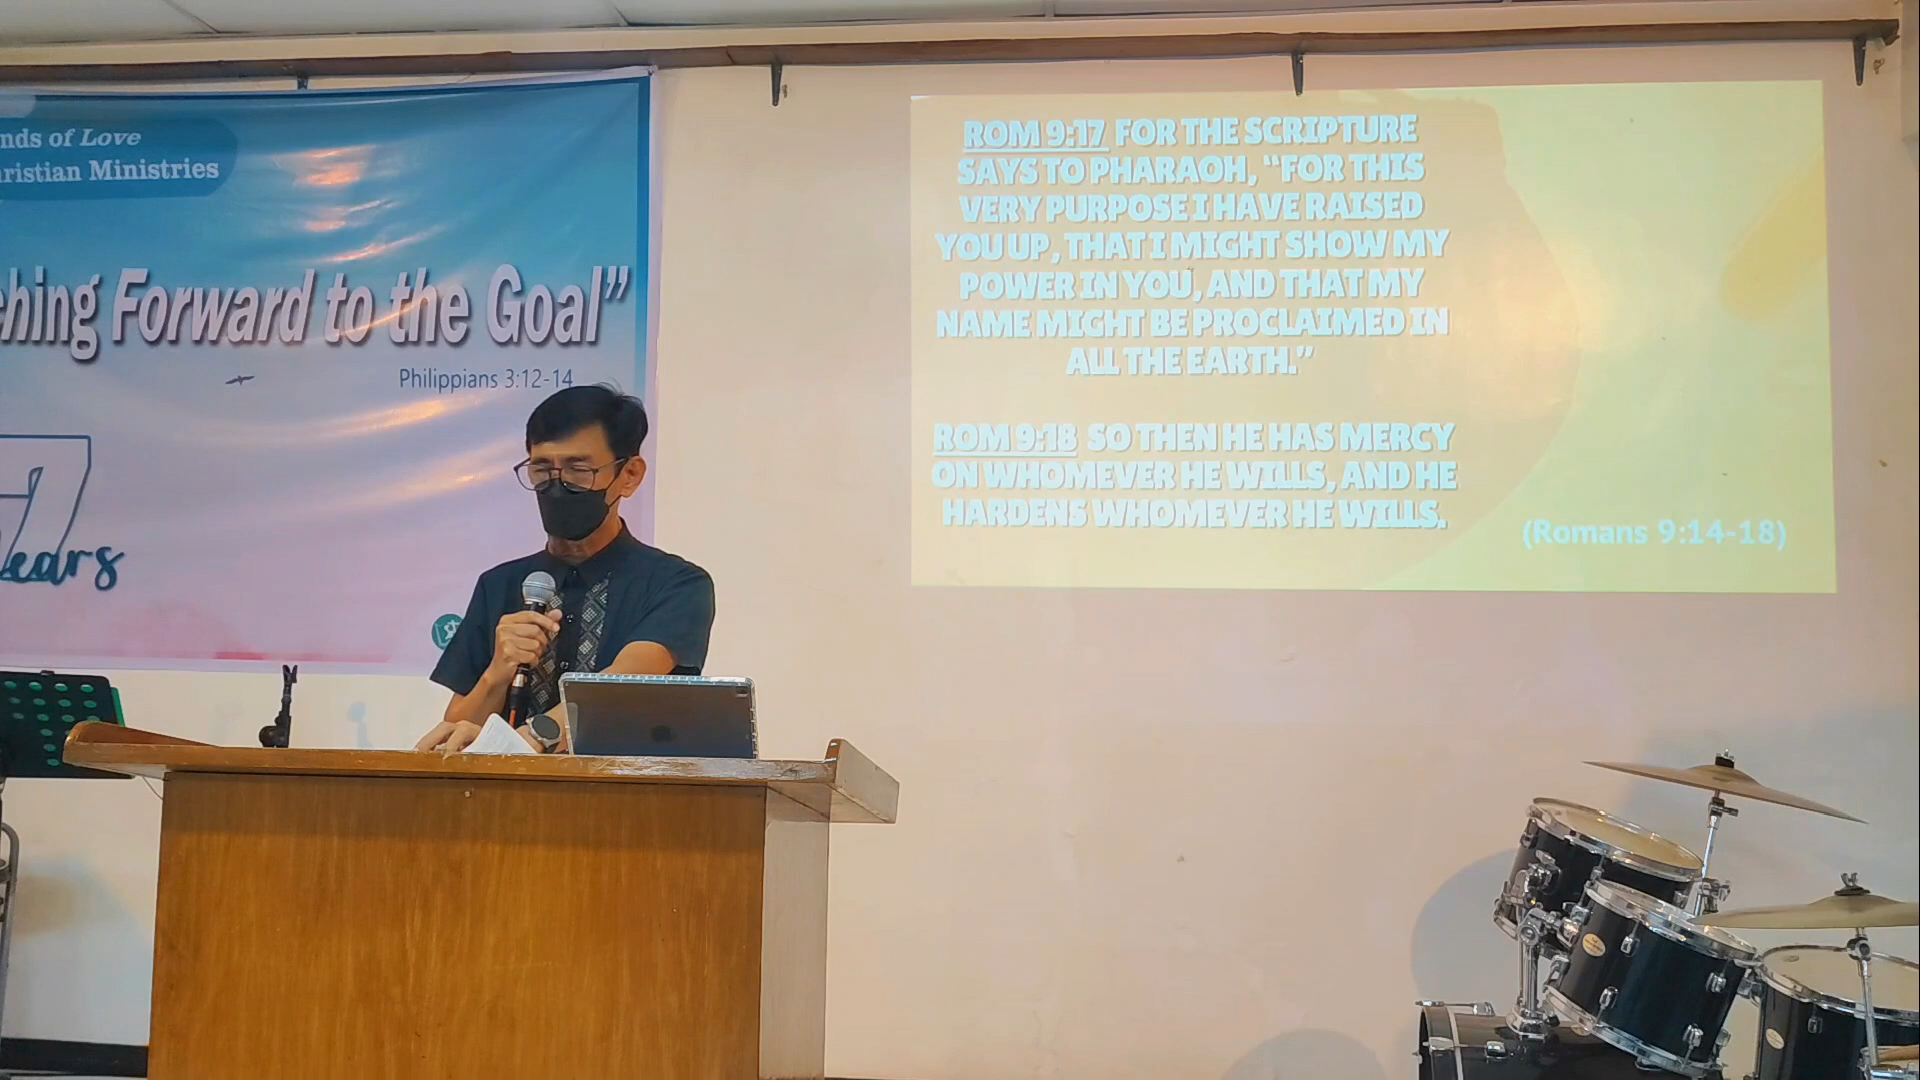 nds of Love
ristian Ministries
hing Forward to the Goal”
Philippians 3:12-14
7
ears
ROM 9:17 FOR THE SCRIPTURE
SAYS TO PHARAOH, “FOR THIS
VERY PURPOSE I HAVE RAISED
YOU UP, THAT I MIGHT SHOW MY
POWER IN YOU, AND THAT MY
NAME MIGHT BE PROCLAIMED IN
ALL THE EARTH.”
ROM 9:18 SO THEN HE HAS MERCY
ON WHOMEVER HE WILLS, AND HE
HARDENS WHOMEVER HE WILLS.
(Romans 9:14-18)